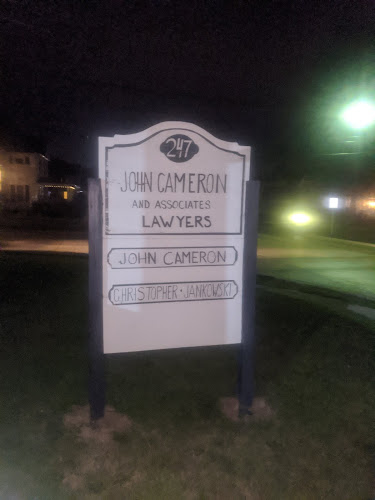 247
JOHN CAMERON
AND ASSOCIATES
LAWYERS
JOHN CAMERON
CHRISTOPHER · JANKOWSKI